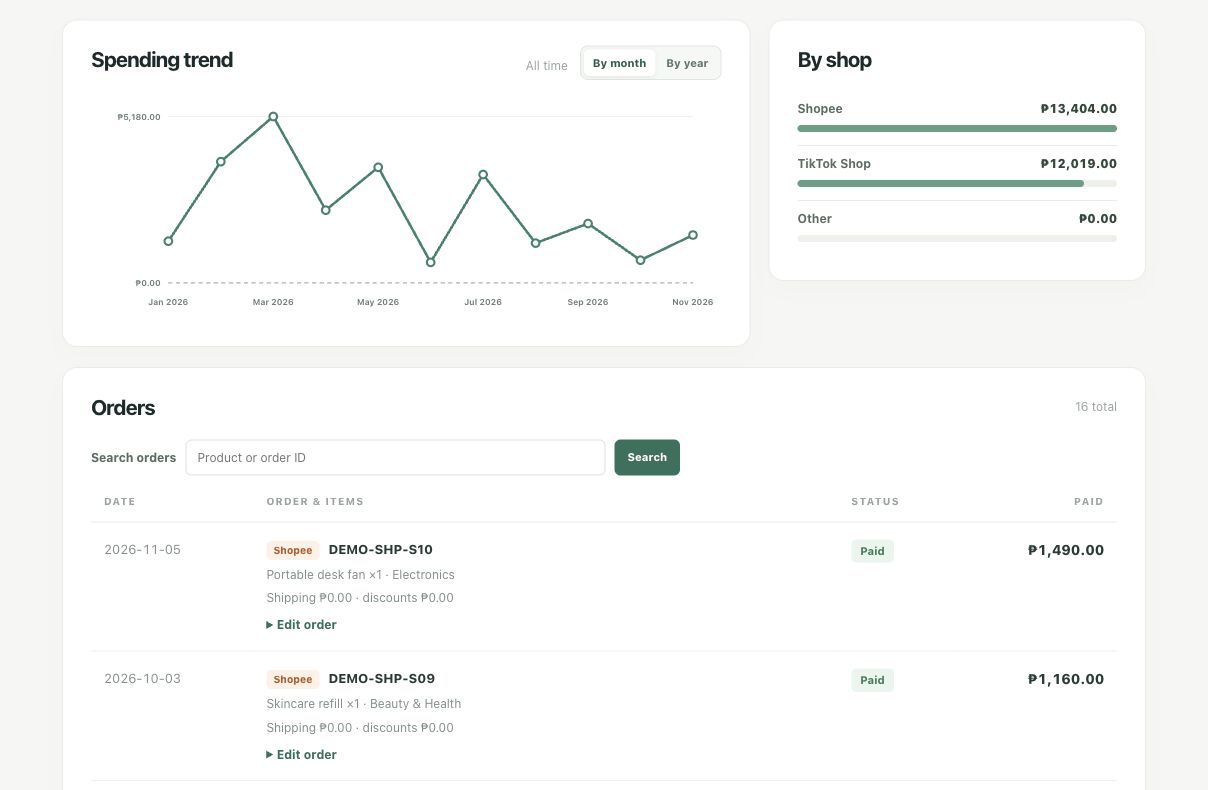 Spending trend
All time
By month
By year
₱5,180.00
₱0.00
Jan 2026
Mar 2026
May 2026
Jul 2026
Sep 2026
Nov 2026
By shop
Shopee ₱13,404.00
TikTok Shop ₱12,019.00
Other ₱0.00
Orders
16 total
Search orders
Product or order ID
Search
DATE ORDER & ITEMS STATUS PAID
2026-11-05 Shopee DEMO-SHP-S10 Paid ₱1,490.00
Portable desk fan ×1 · Electronics
Shipping ₱0.00 · discounts ₱0.00
▸ Edit order
2026-10-03 Shopee DEMO-SHP-S09 Paid ₱1,160.00
Skincare refill ×1 · Beauty & Health
Shipping ₱0.00 · discounts ₱0.00
▸ Edit order